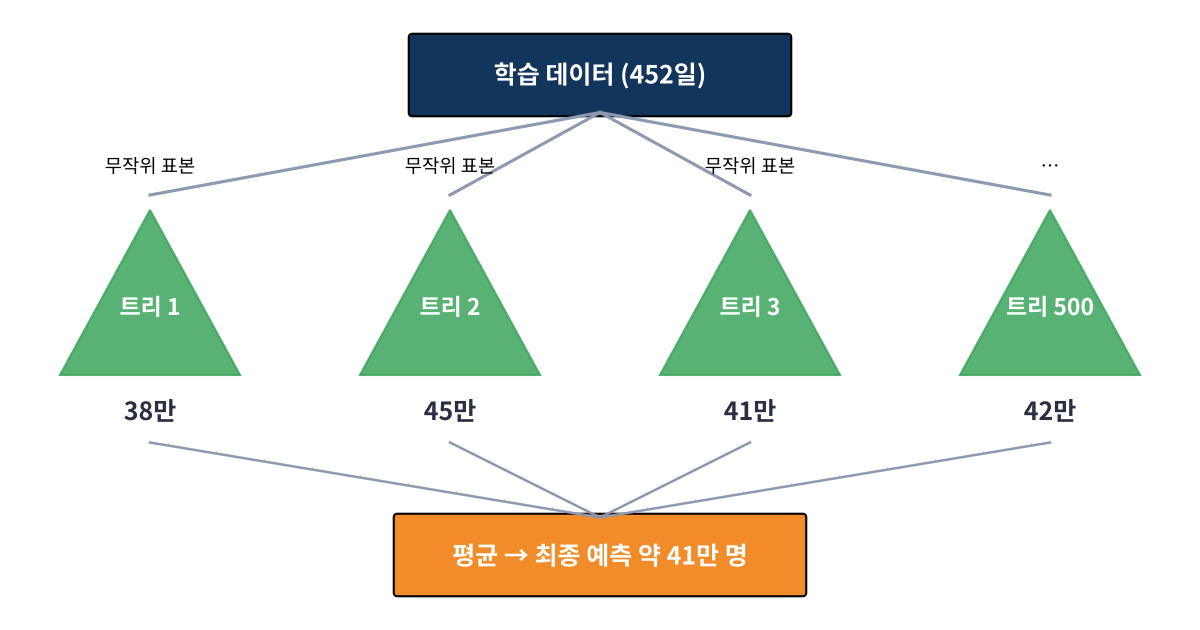 학습 데이터 (452일)
무작위 표본
무작위 표본
무작위 표본
…
트리 1
트리 2
트리 3
트리 500
38만
45만
41만
42만
평균 → 최종 예측 약 41만 명